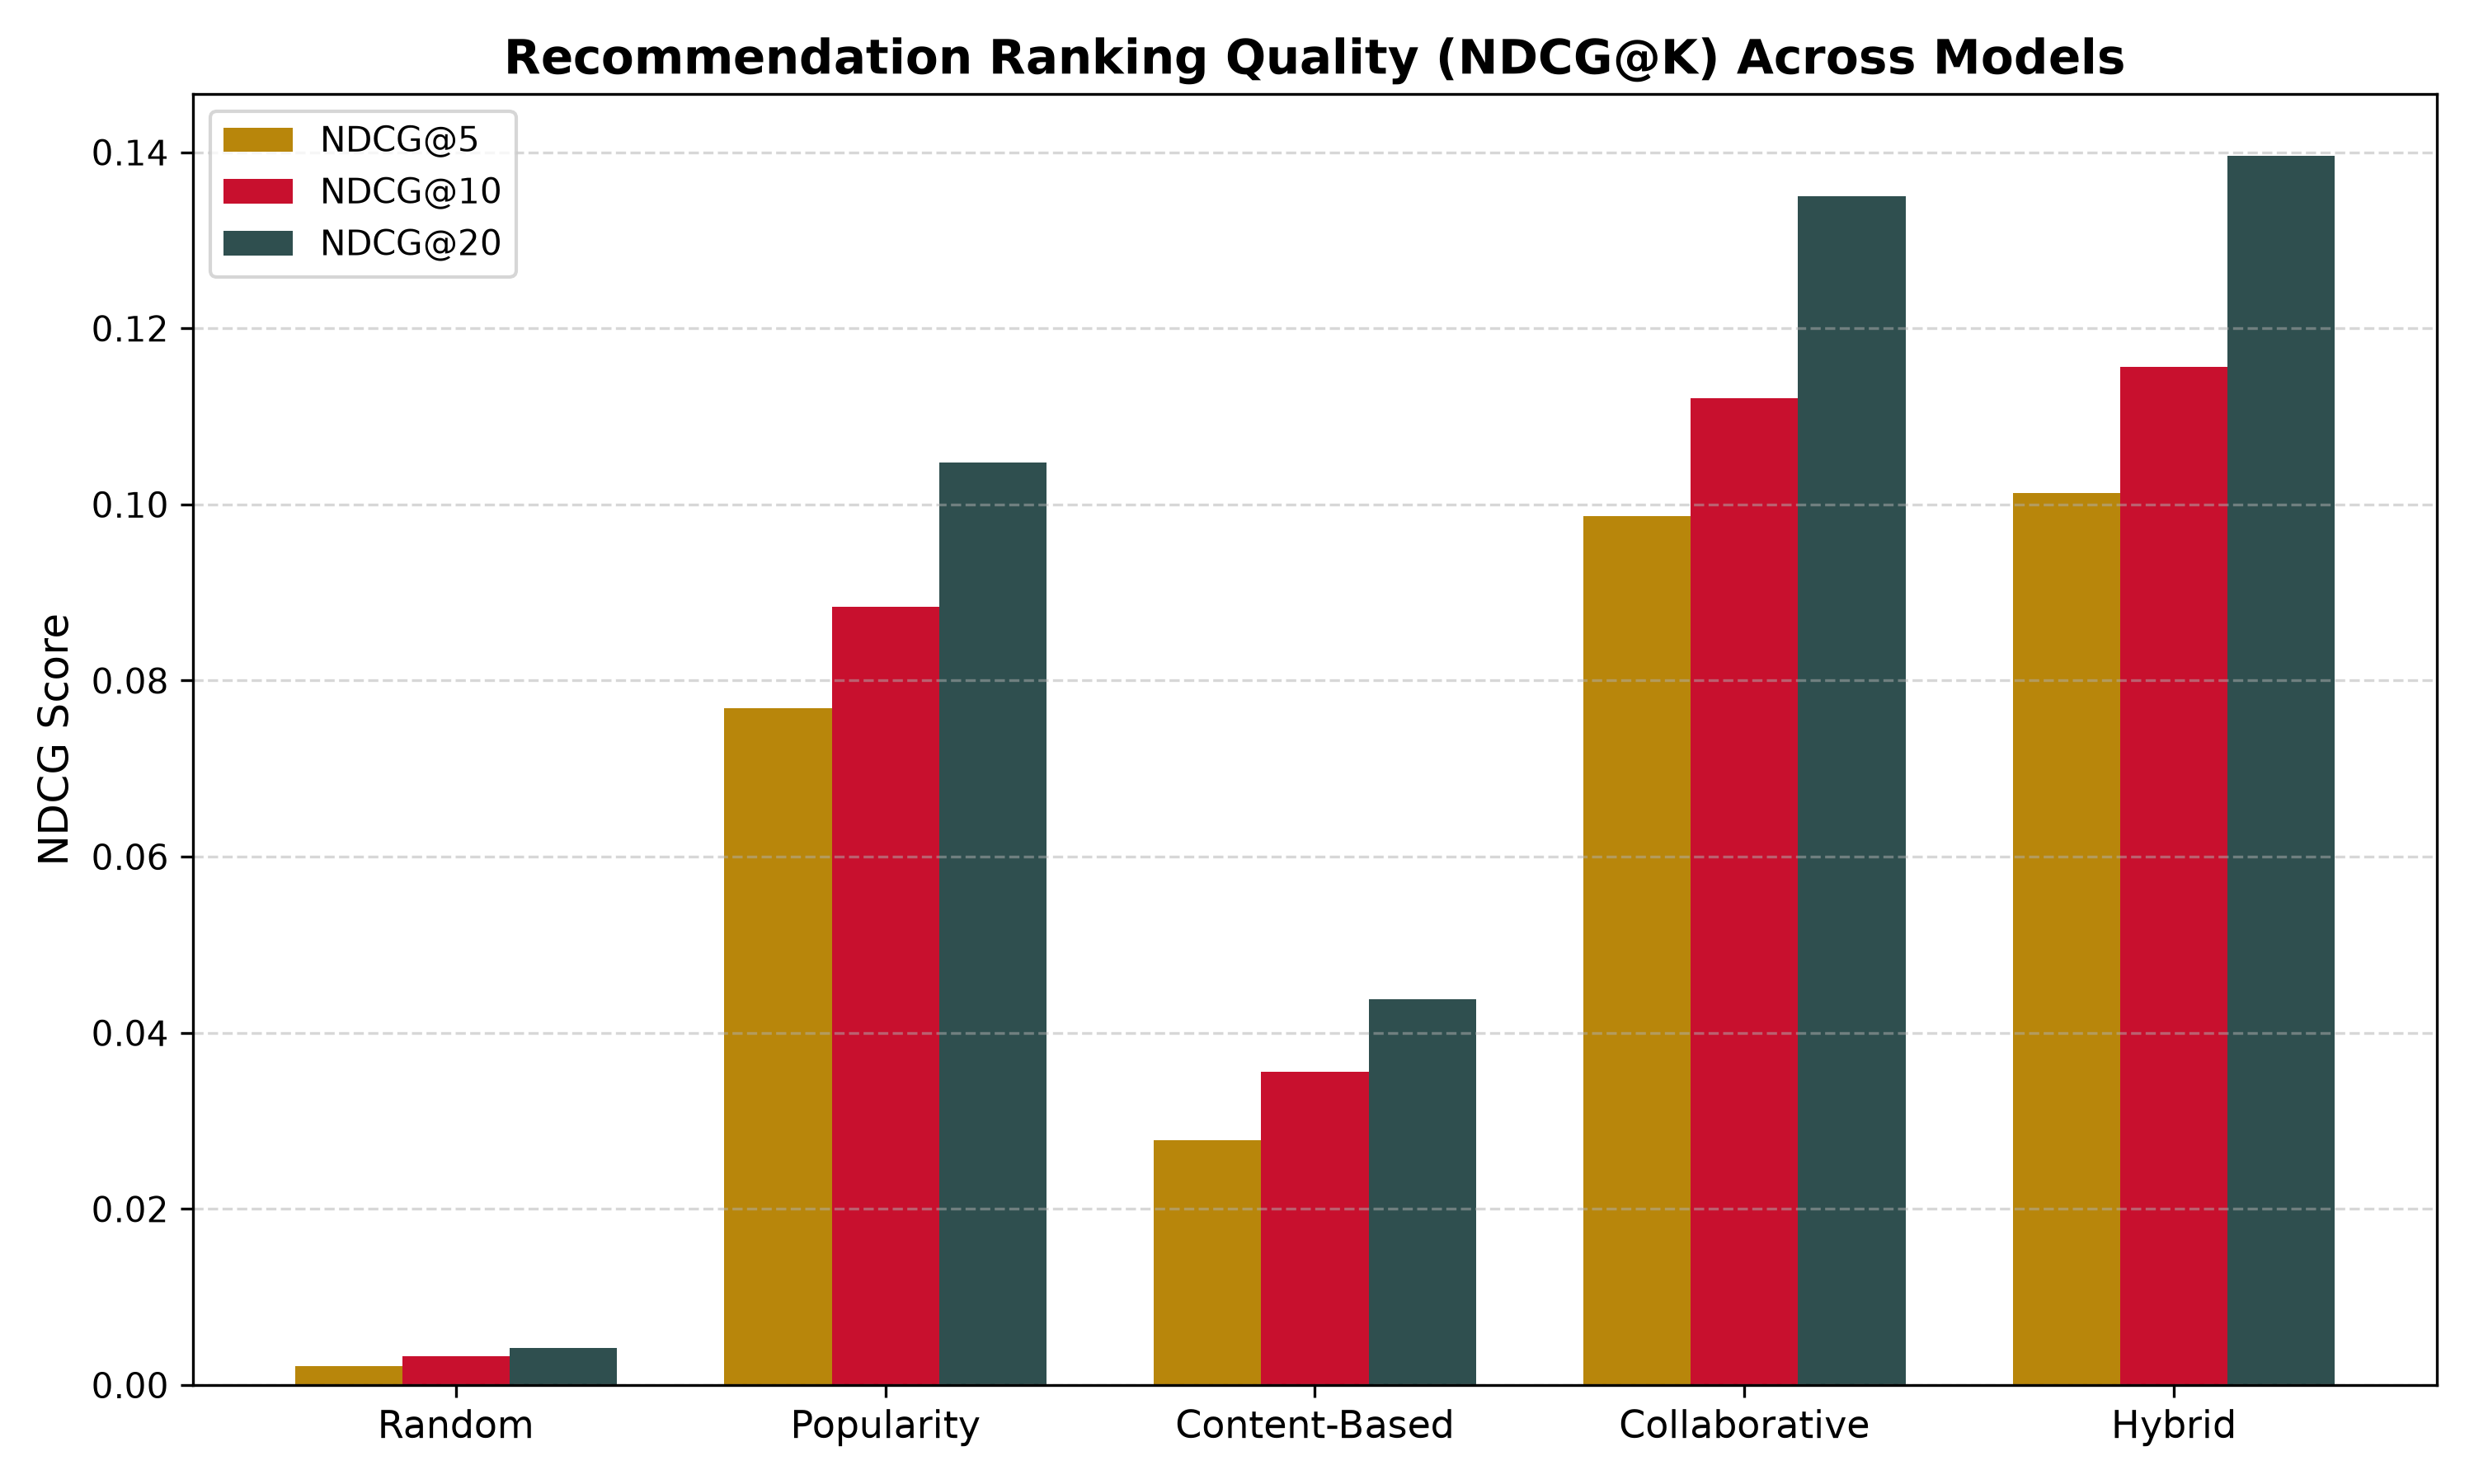 Recommendation Ranking Quality (NDCG@K) Across Models
NDCG@5
NDCG@10
NDCG@20
NDCG Score
0.14
0.12
0.10
0.08
0.06
0.04
0.02
0.00
Random
Popularity
Content-Based
Collaborative
Hybrid